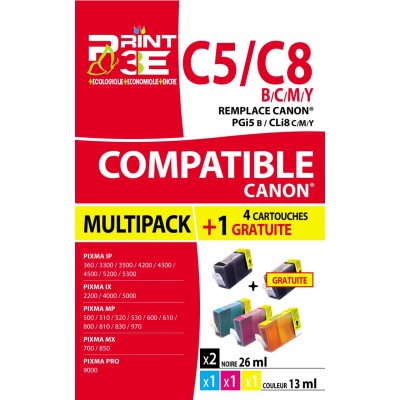 PRINT
3E
+ECOLOGIQUE+ECONOMIQUE+ENCRE
C5/C8
B/C/M/Y
REMPLACE CANON®
PGi5 B / CLi8 C/M/Y
COMPATIBLE
CANON®
MULTIPACK
4 CARTOUCHES
+1 GRATUITE
PIXMA IP
360 / 3300 / 3500 / 4200 / 4300 /
4500 / 5200 / 5300
PIXMA IX
2200 / 4000 / 5000
PIXMA MP
500 / 510 / 520 / 530 / 600 / 610 /
800 / 810 / 830 / 970
PIXMA MX
700 / 850
PIXMA PRO
9000
+
GRATUITE
x2 NOIRE 26 ml
x1 x1 x1 COULEUR 13 ml